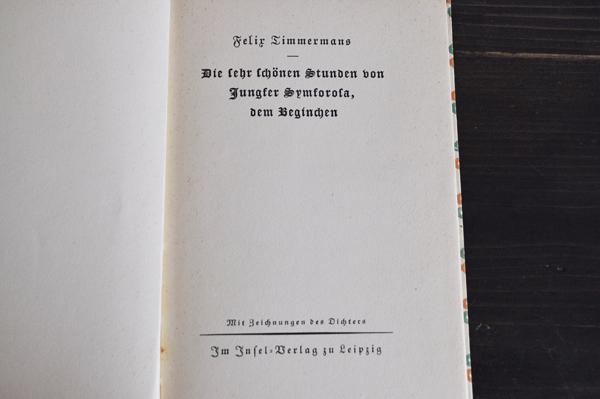 Felix Timmermans
Die sehr schönen Stunden von
Jungfer Symforosa,
dem Beginchen
Mit Zeichnungen des Dichters
Im Insel-Verlag zu Leipzig